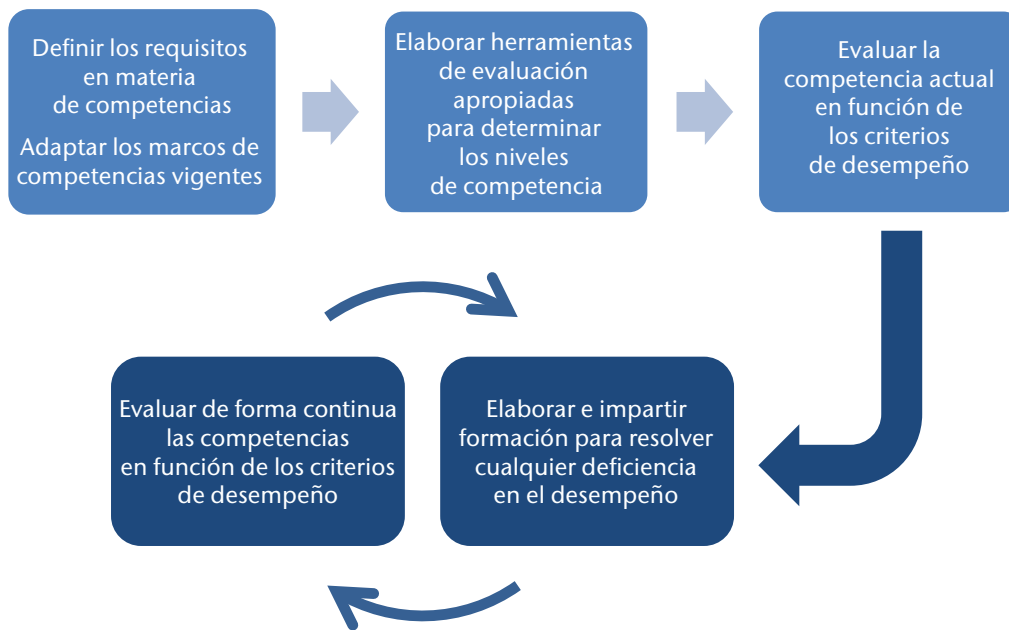 Definir los requisitos
en materia
de competencias
Adaptar los marcos de
competencias vigentes
Elaborar herramientas
de evaluación
apropiadas
para determinar
los niveles
de competencia
Evaluar la
competencia actual
en función de
los criterios
de desempeño
Evaluar de forma continua
las competencias
en función de los criterios
de desempeño
Elaborar e impartir
formación para resolver
cualquier deficiencia
en el desempeño